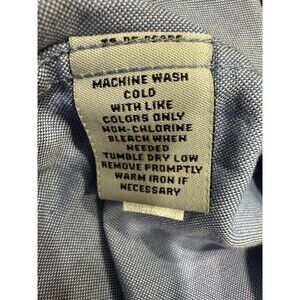 MACHINE WASH
COLD
WITH LIKE
COLORS ONLY
NON-CHLORINE
BLEACH WHEN
NEEDED
TUMBLE DRY LOW
REMOVE PROMPTLY
WARM IRON IF
NECESSARY